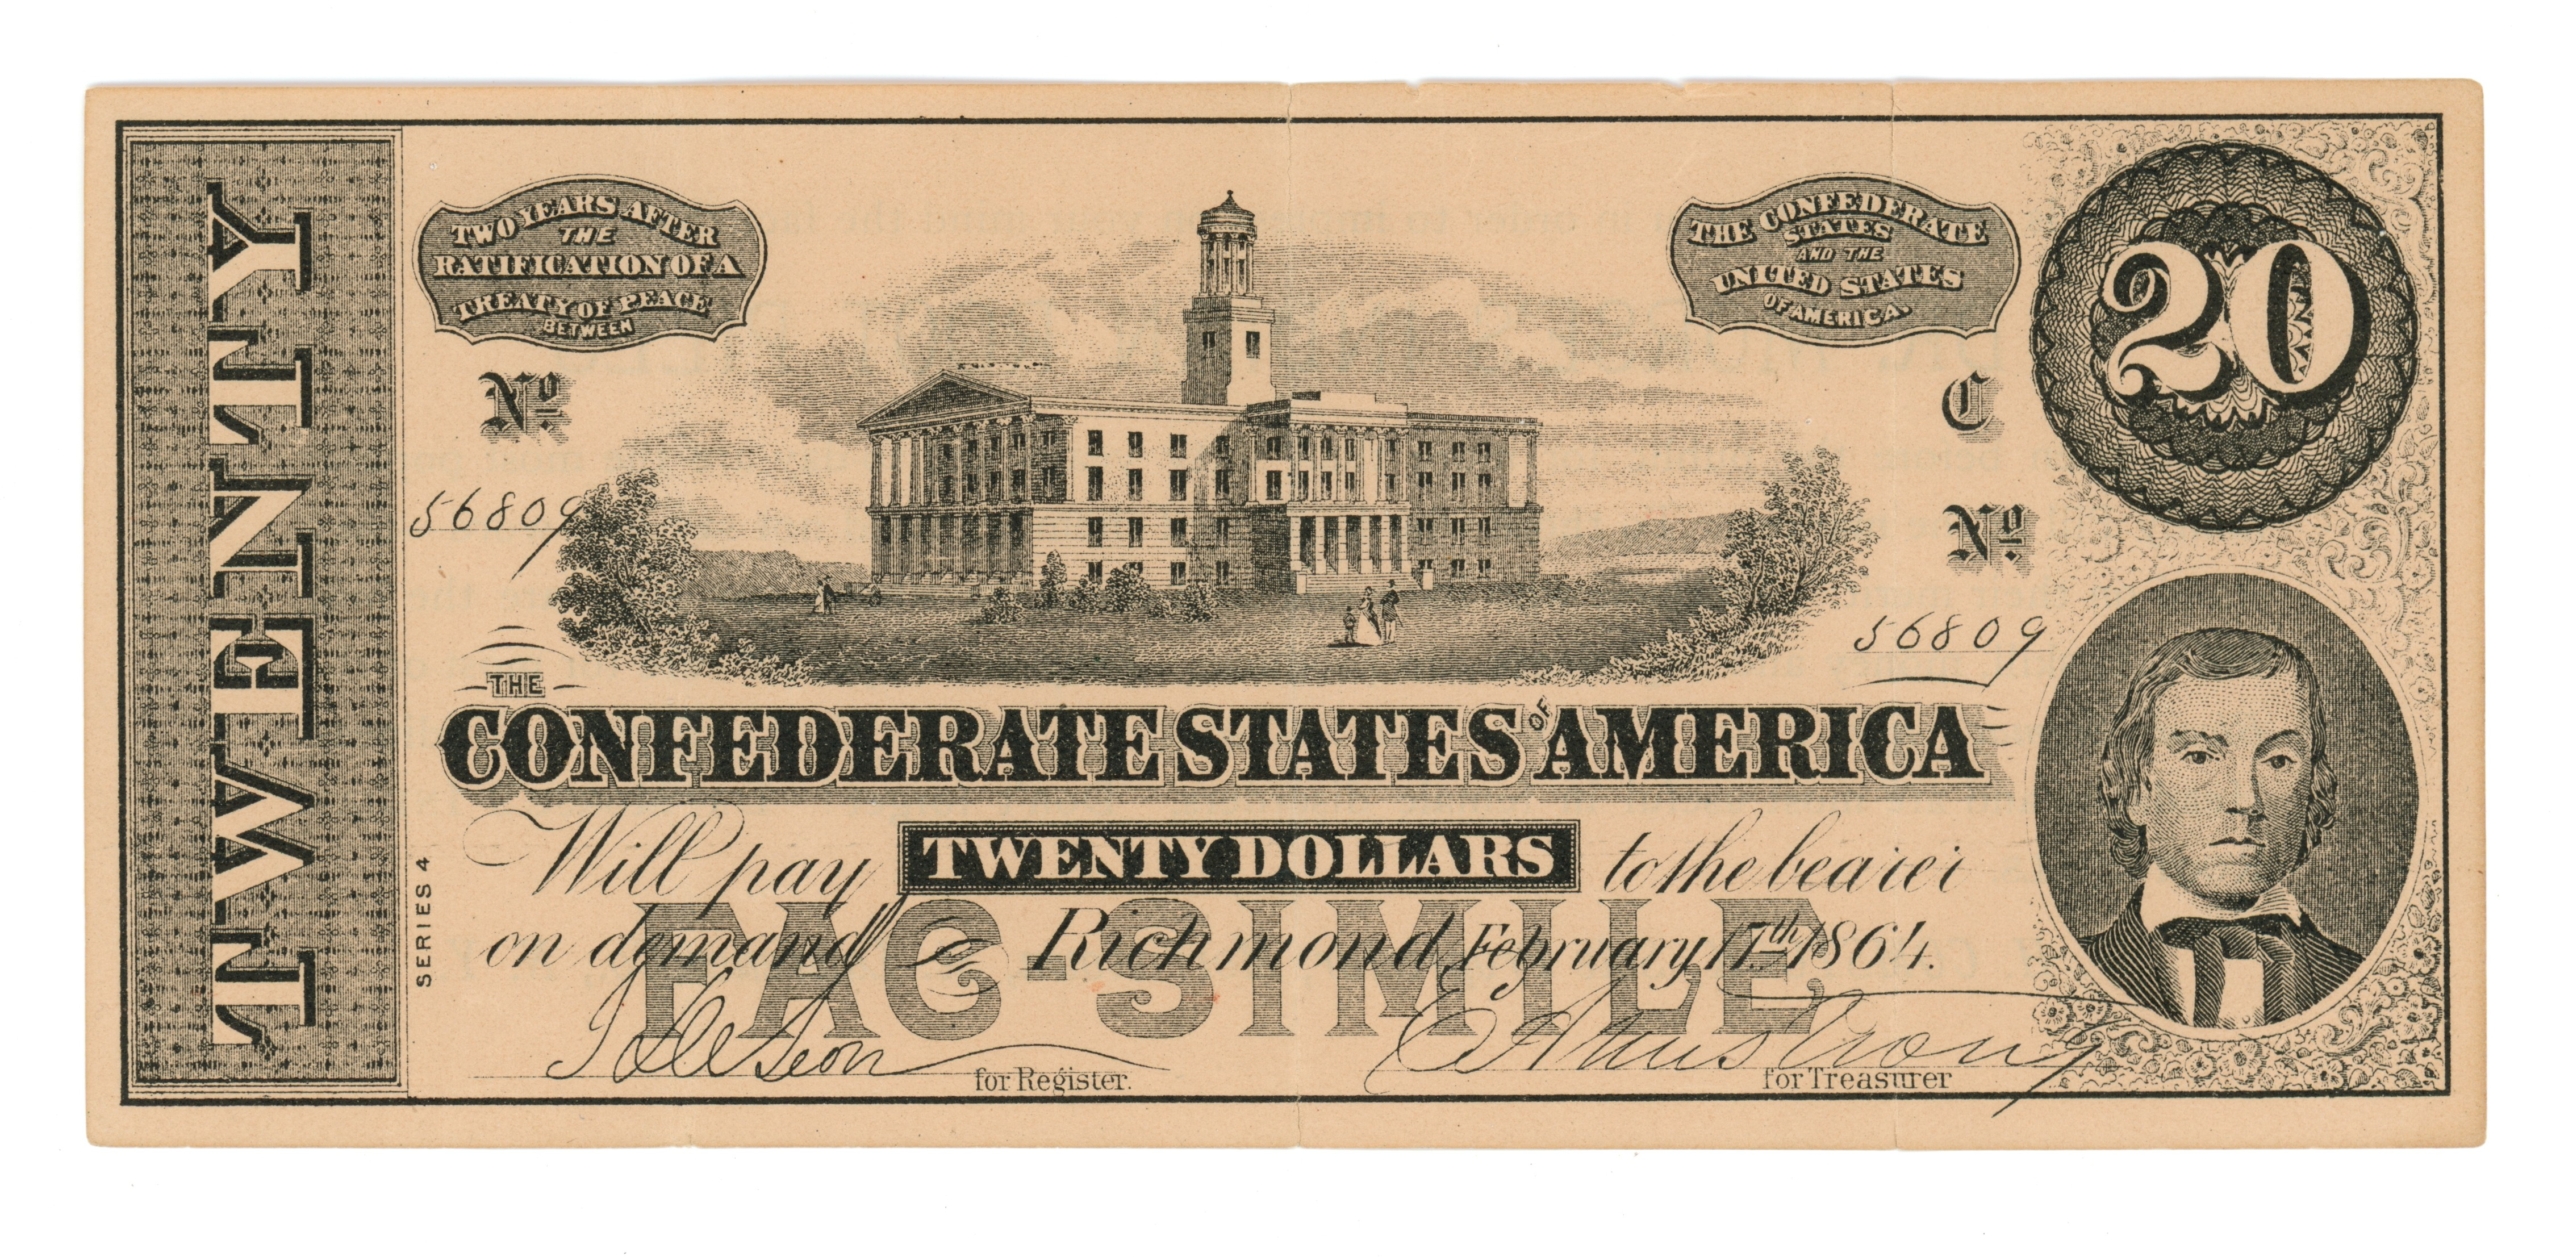 TWENTY
TWO YEARS AFTER
THE
RATIFICATION OF A
TREATY OF PEACE
BETWEEN
THE CONFEDERATE
STATES
AND THE
UNITED STATES
OF AMERICA.
20
No
C
56809
No
56809
THE
CONFEDERATE STATES OF AMERICA
Will pay TWENTY DOLLARS to the bearer
on demand Richmond February 17th 1864.
FAC-SIMILE
SERIES 4
for Register.
E Armstrong
for Treasurer